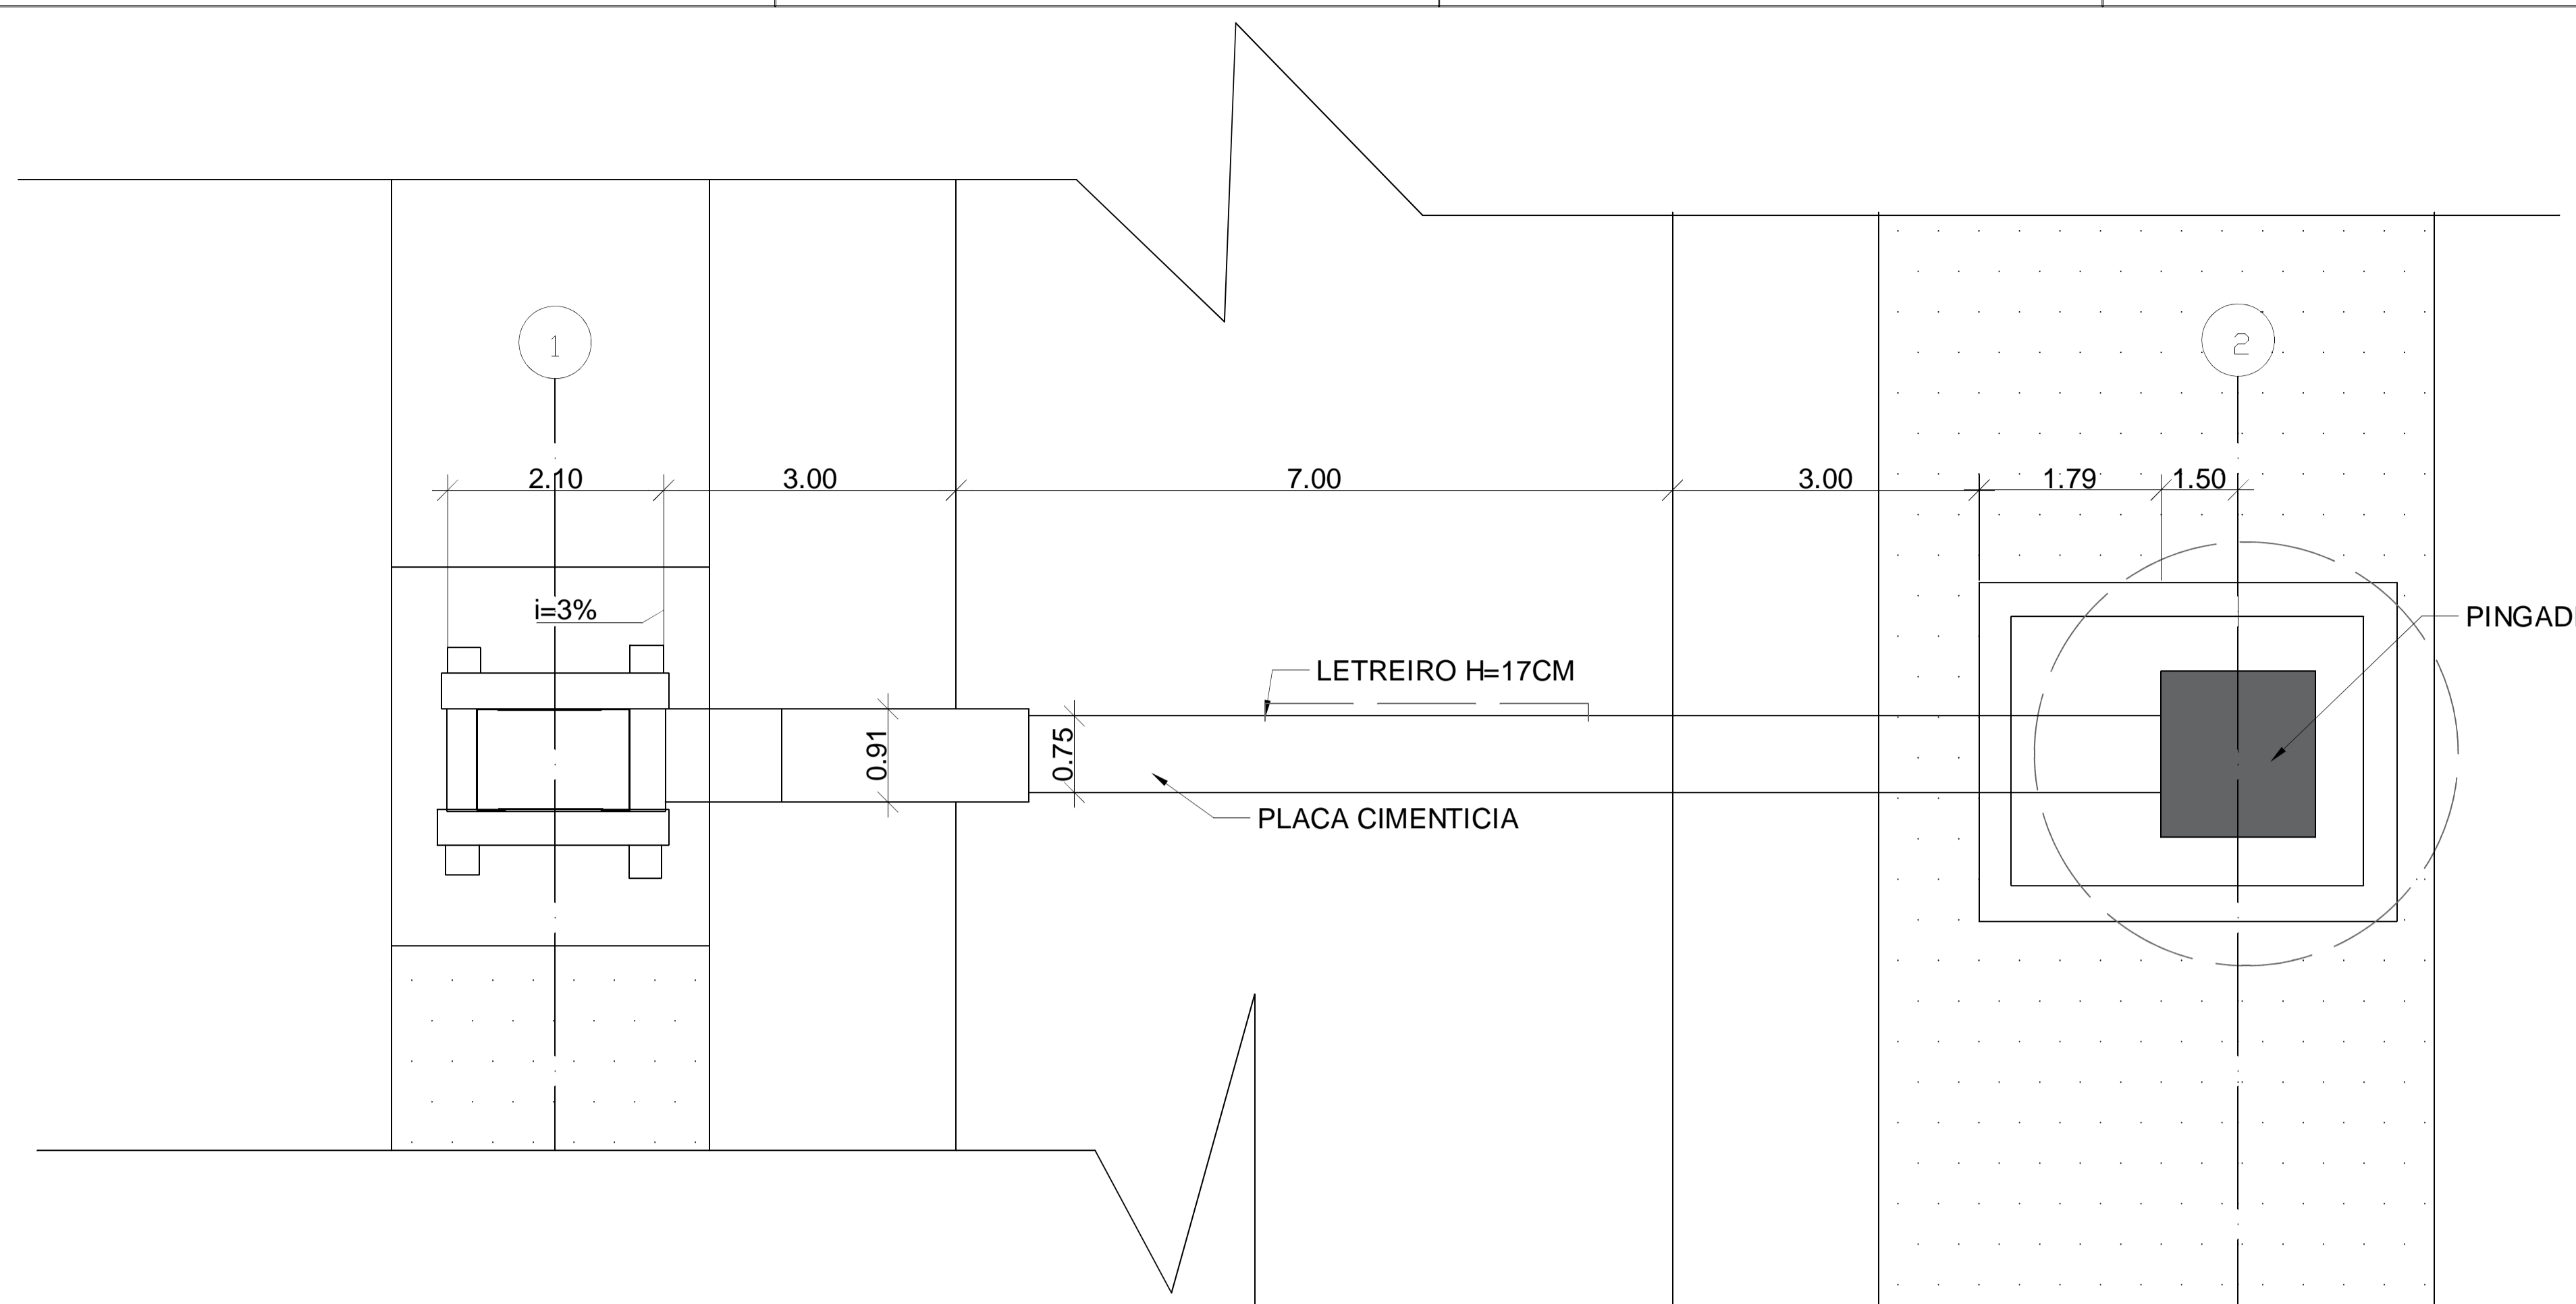 1
2
2.10
3.00
7.00
3.00
1.79
1.50
i=3%
PINGAD
LETREIRO H=17CM
0.91
0.75
PLACA CIMENTICIA